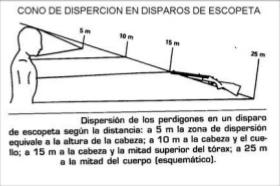 CONO DE DISPERCION EN DISPAROS DE ESCOPETA
5 m
10 m
15 m
25 m
Dispersión de los perdigones en un disparo
de escopeta según la distancia: a 5 m la zona de dispersión
equivale a la altura de la cabeza; a 10 m a la cabeza y el cue-
llo; a 15 m a la cabeza y la mitad superior del tórax; a 25 m
a la mitad del cuerpo (esquemático).